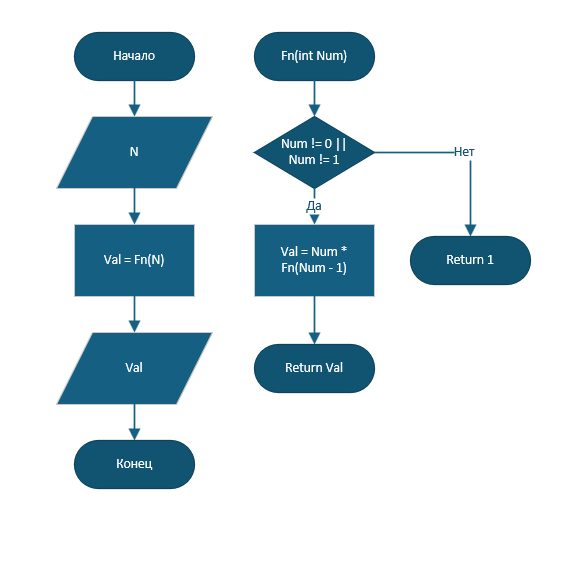 Начало
N
Val = Fn(N)
Val
Конец
Fn(int Num)
Num != 0 ||
Num != 1
Нет
Да
Val = Num *
Fn(Num - 1)
Return 1
Return Val